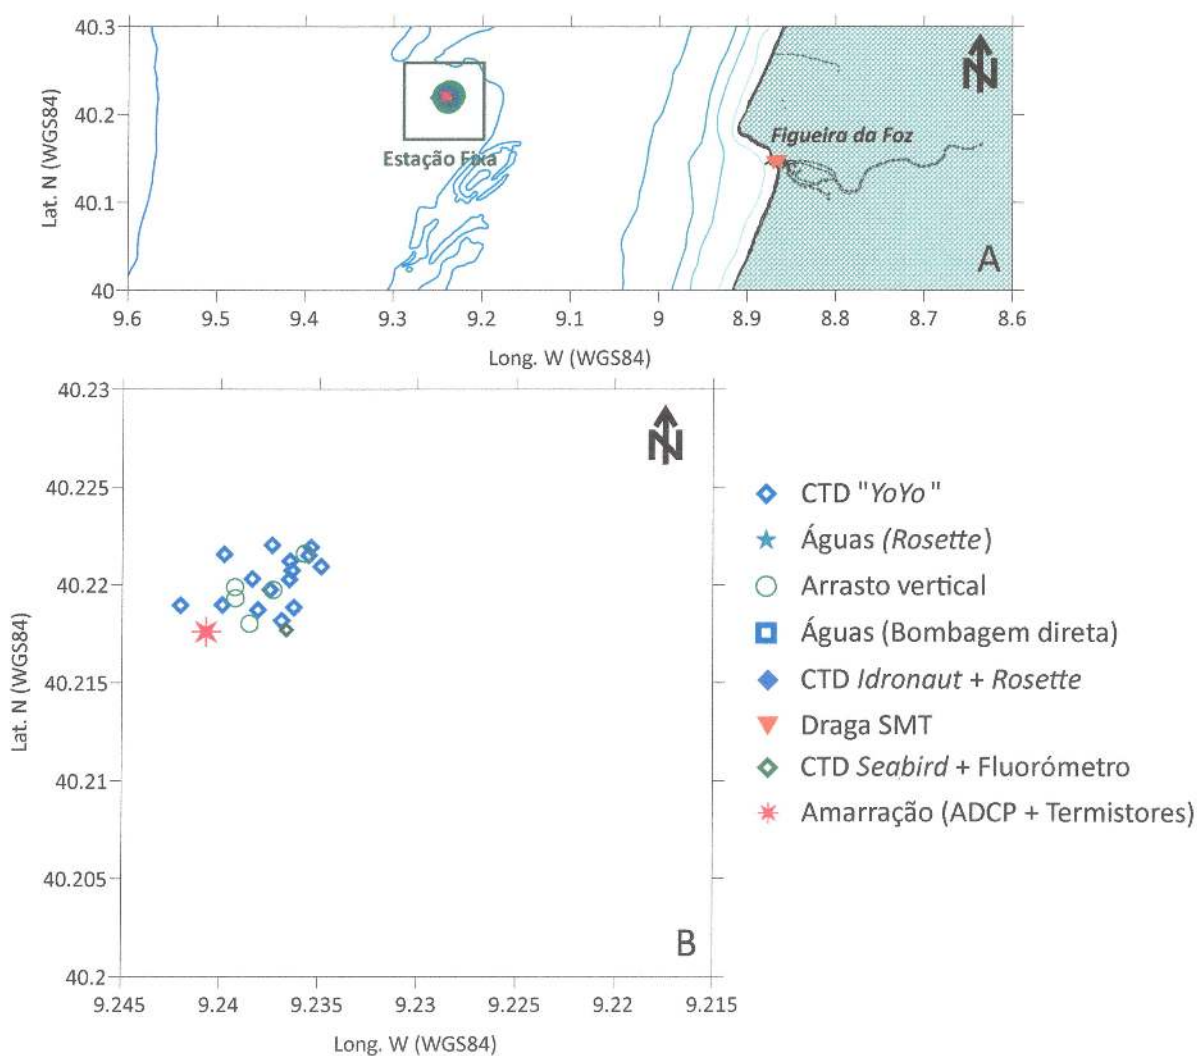 40.3
40.2
40.1
40
Lat. N (WGS84)
Estação Fixa
Figueira da Foz
N
A
9.6 9.5 9.4 9.3 9.2 9.1 9 8.9 8.8 8.7 8.6
Long. W (WGS84)
40.23
40.225
40.22
40.215
40.21
40.205
40.2
Lat. N (WGS84)
N
B
9.245 9.24 9.235 9.23 9.225 9.22 9.215
Long. W (WGS84)
CTD "YoYo"
Águas (Rosette)
Arrasto vertical
Águas (Bombagem direta)
CTD Idronaut + Rosette
Draga SMT
CTD Seabird + Fluorómetro
Amarração (ADCP + Termistores)